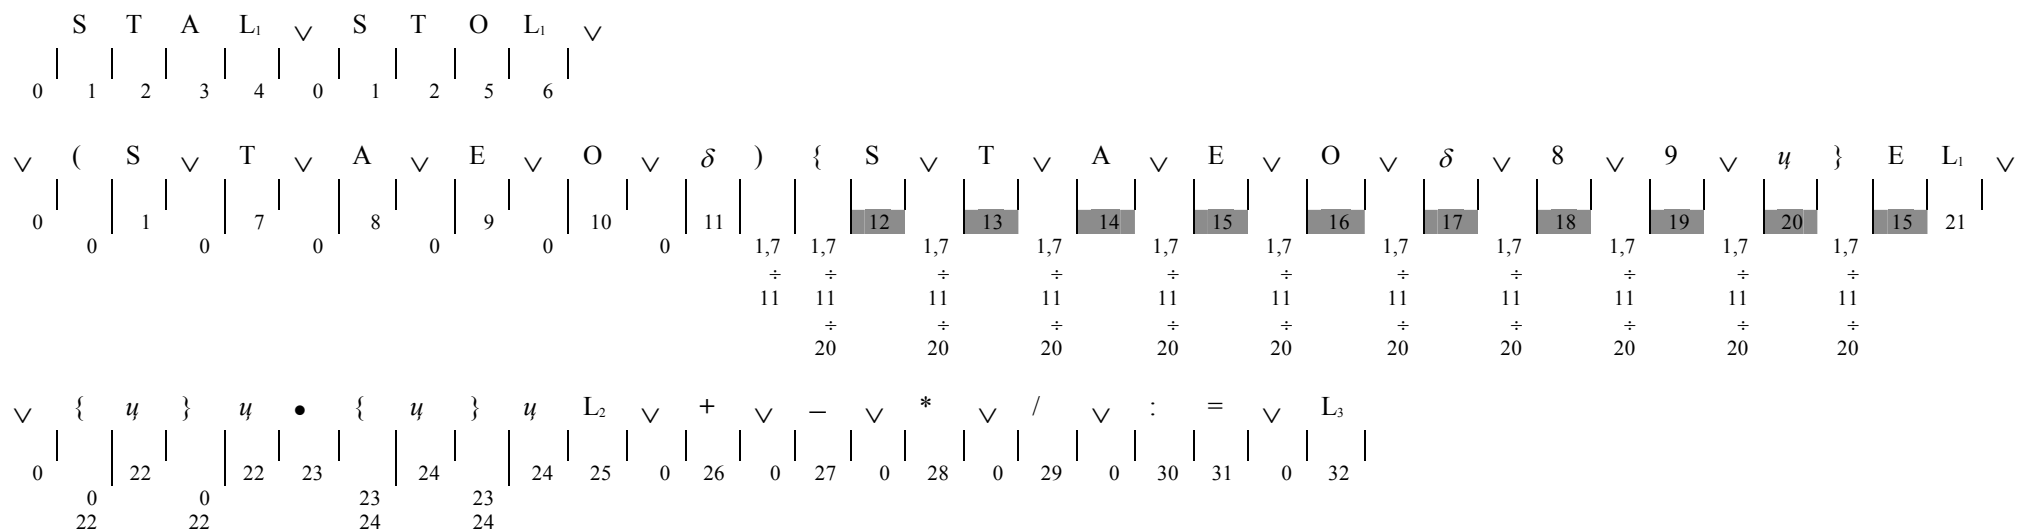 S T A L₁ ∨ S T O L₁ ∨
0 1 2 3 4 0 1 2 5 6
∨ ( S ∨ T ∨ A ∨ E ∨ O ∨ δ ) { S ∨ T ∨ A ∨ E ∨ O ∨ δ ∨ 8 ∨ 9 ∨ ц } E L₁ ∨
0 1 7 8 9 10 11 12 13 14 15 16 17 18 19 20 15 21
0 0 0 0 0 0 1,7 1,7 1,7 1,7 1,7 1,7 1,7 1,7 1,7 1,7 1,7
÷ ÷ ÷ ÷ ÷ ÷ ÷ ÷ ÷ ÷ ÷
11 11 11 11 11 11 11 11 11 11 11
÷ ÷ ÷ ÷ ÷ ÷ ÷ ÷ ÷ ÷
20 20 20 20 20 20 20 20 20 20
∨ { ц } ц • { ц } ц L₂ ∨ + ∨ – ∨ * ∨ / ∨ : = ∨ L₃
0 22 22 23 24 24 25 0 26 0 27 0 28 0 29 0 30 31 0 32
0 0 23 23
22 22 24 24